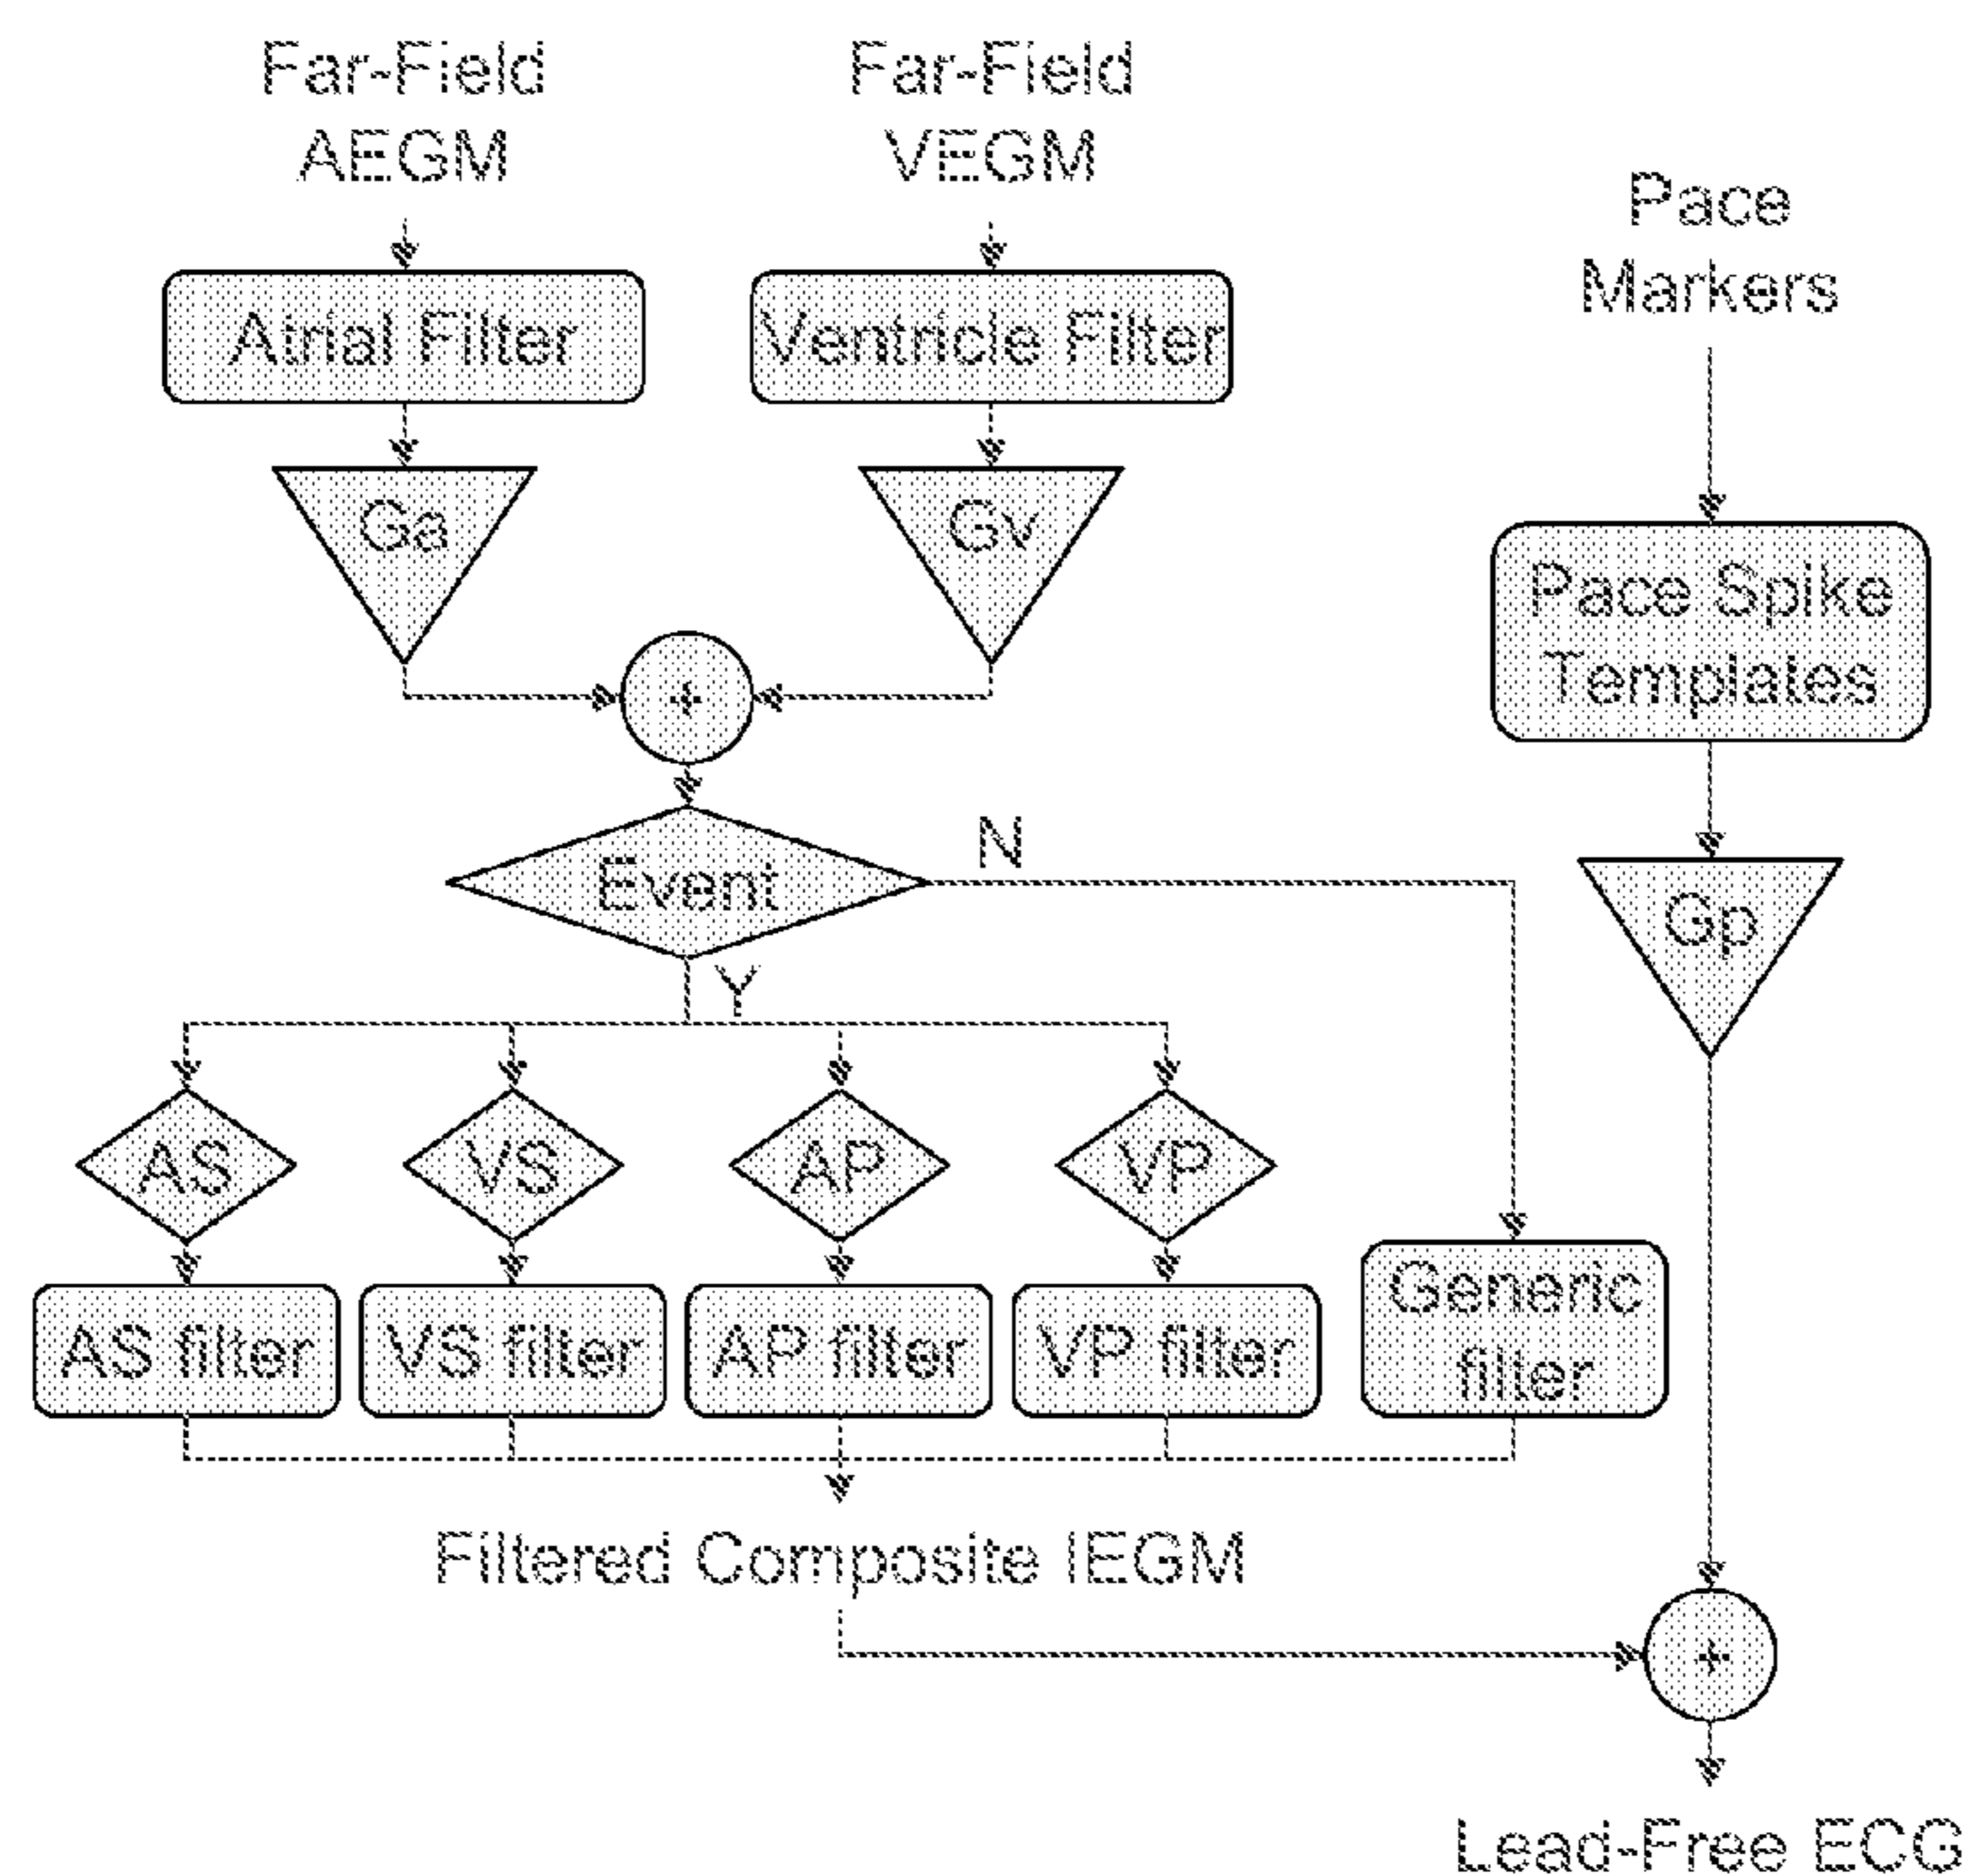 Far-Field
AEGM
Far-Field
VEGM
Pace
Markers
Atrial Filter
Ventricle Filter
Ga
Gv
Pace Spike
Templates
+
Event
N
Y
Gp
AS
VS
AP
VP
AS filter
VS filter
AP filter
VP filter
Generic
filter
Filtered Composite IEGM
+
Lead-Free ECG